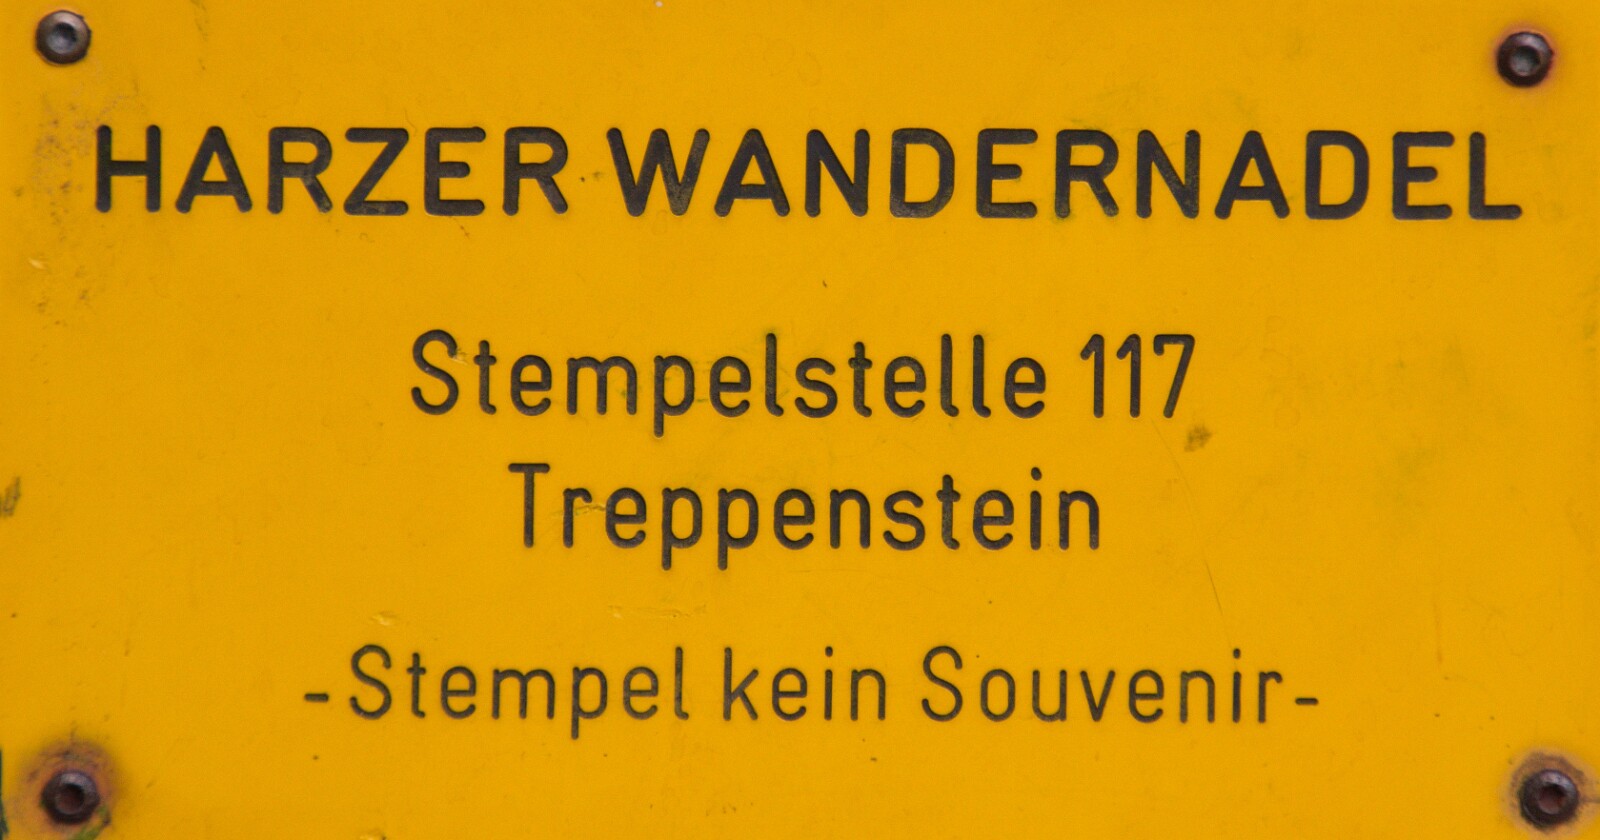 HARZER WANDERNADEL
Stempelstelle 117
Treppenstein
-Stempel kein Souvenir-